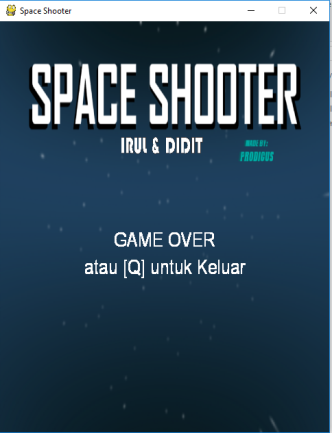 Space Shooter
SPACE SHOOTER
IRUL & DIDIT
MADE BY:
PRODIGUS
GAME OVER
atau [Q] untuk Keluar